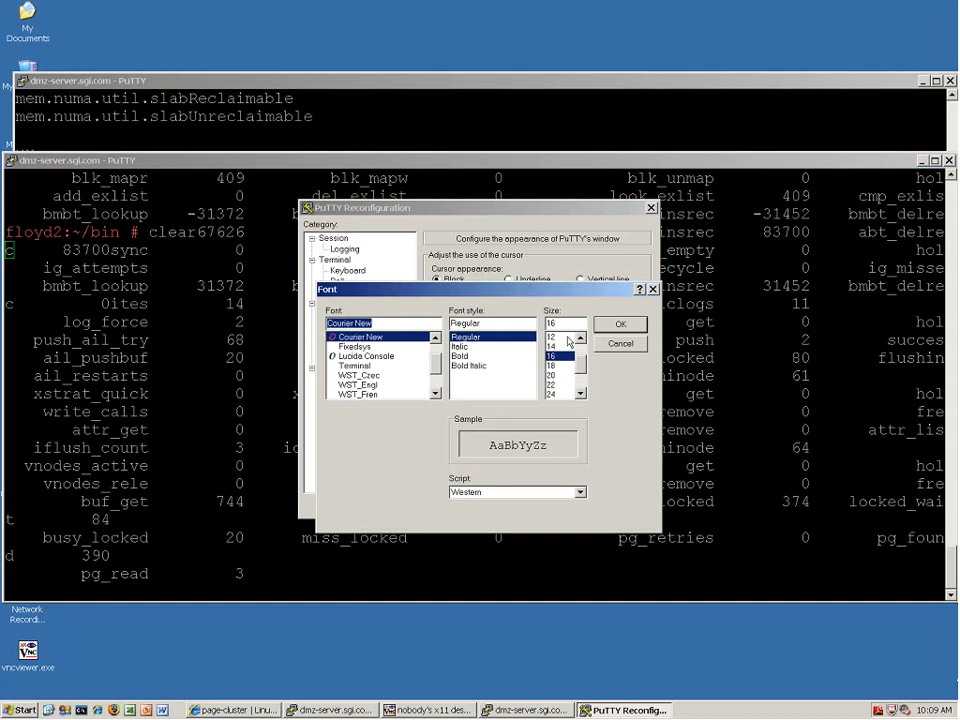 My
Documents
dmz-server.sgi.com - PuTTY
mem.numa.util.slabReclaimable
mem.numa.util.slabUnreclaimable
dmz-server.sgi.com - PuTTY
blk_mapr 409 blk_mapw 0 blk_unmap 0 hol
add_exlist 0 del_exlist look_exlist 409 cmp_exlis
bmbt_lookup -31372 insrec -31452 bmbt_delre
floyd2:~/bin # clear67626 insrec 83700 abt_delre
c 83700sync 0 empty 0 hol
ig_attempts 0 ecycle 0 ig_misse
bmbt_lookup 31372 insrec 31452 bmbt_delre
c 0ites 14 clogs 11
log_force 2 get 0
push_ail_try 68 push 2 succes
ail_pushbuf 20 locked 80 flushin
ail_restarts 0 inode 61
xstrat_quick 0 get 0
write_calls 0 remove 0 fre
attr_get 0 remove 0 attr_lis
iflush_count 3 ic inode 64
vnodes_active 0 get 0 hol
vnode_rele 0 remove 0 fre
buf_get 744 locked 374 locked_wai
t 84
busy_locked 20 miss_locked 0 pg_retries 0 pg_foun
d 390
pg_read 3
PuTTY Reconfiguration
Category:
Session
Logging
Terminal
Keyboard
Configure the appearance of PuTTY's window
Adjust the use of the cursor
Cursor appearance:
Block Underline Vertical line
Font
Font Font style: Size:
Courier New Regular 16 OK
Courier New Regular 12
Fixedsys Italic 14 Cancel
Lucida Console Bold 16
Terminal Bold Italic 18
WST_Czec 20
WST_Engl 22
WST_Fren 24
Sample
AaBbYyZz
Script:
Western
Network
Recordi...
vncviewer.exe
Start page-cluster | Linu... dmz-server.sgi.co... nobody's x11 des... dmz-server.sgi.co... PuTTY Reconfig... 10:09 AM